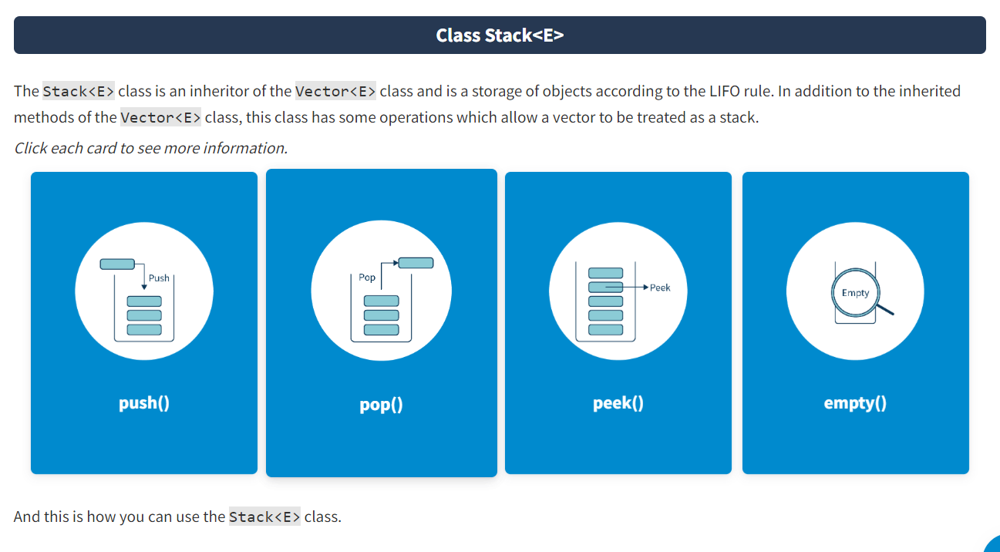 Class Stack<E>
The Stack<E> class is an inheritor of the Vector<E> class and is a storage of objects according to the LIFO rule. In addition to the inherited
methods of the Vector<E> class, this class has some operations which allow a vector to be treated as a stack.
Click each card to see more information.
Push
push()
Pop
pop()
Peek
peek()
Empty
empty()
And this is how you can use the Stack<E> class.